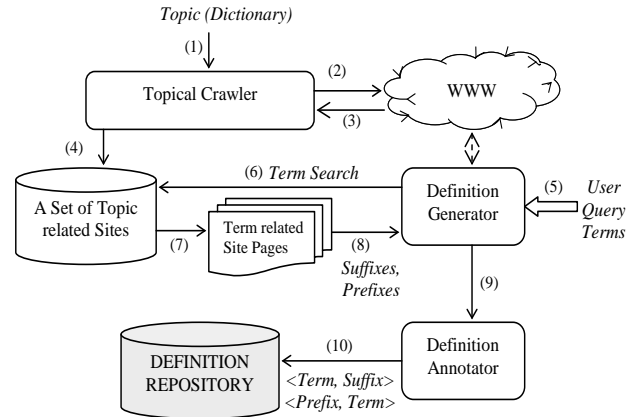 Topic (Dictionary)
(1)
(2)
Topical Crawler
WWW
(3)
(4)
(6) Term Search
A Set of Topic
related Sites
(7)
Term related
Site Pages
(8)
Suffixes,
Prefixes
Definition
Generator
(5)
User
Query
Terms
(9)
DEFINITION
REPOSITORY
(10)
<Term, Suffix>
<Prefix, Term>
Definition
Annotator